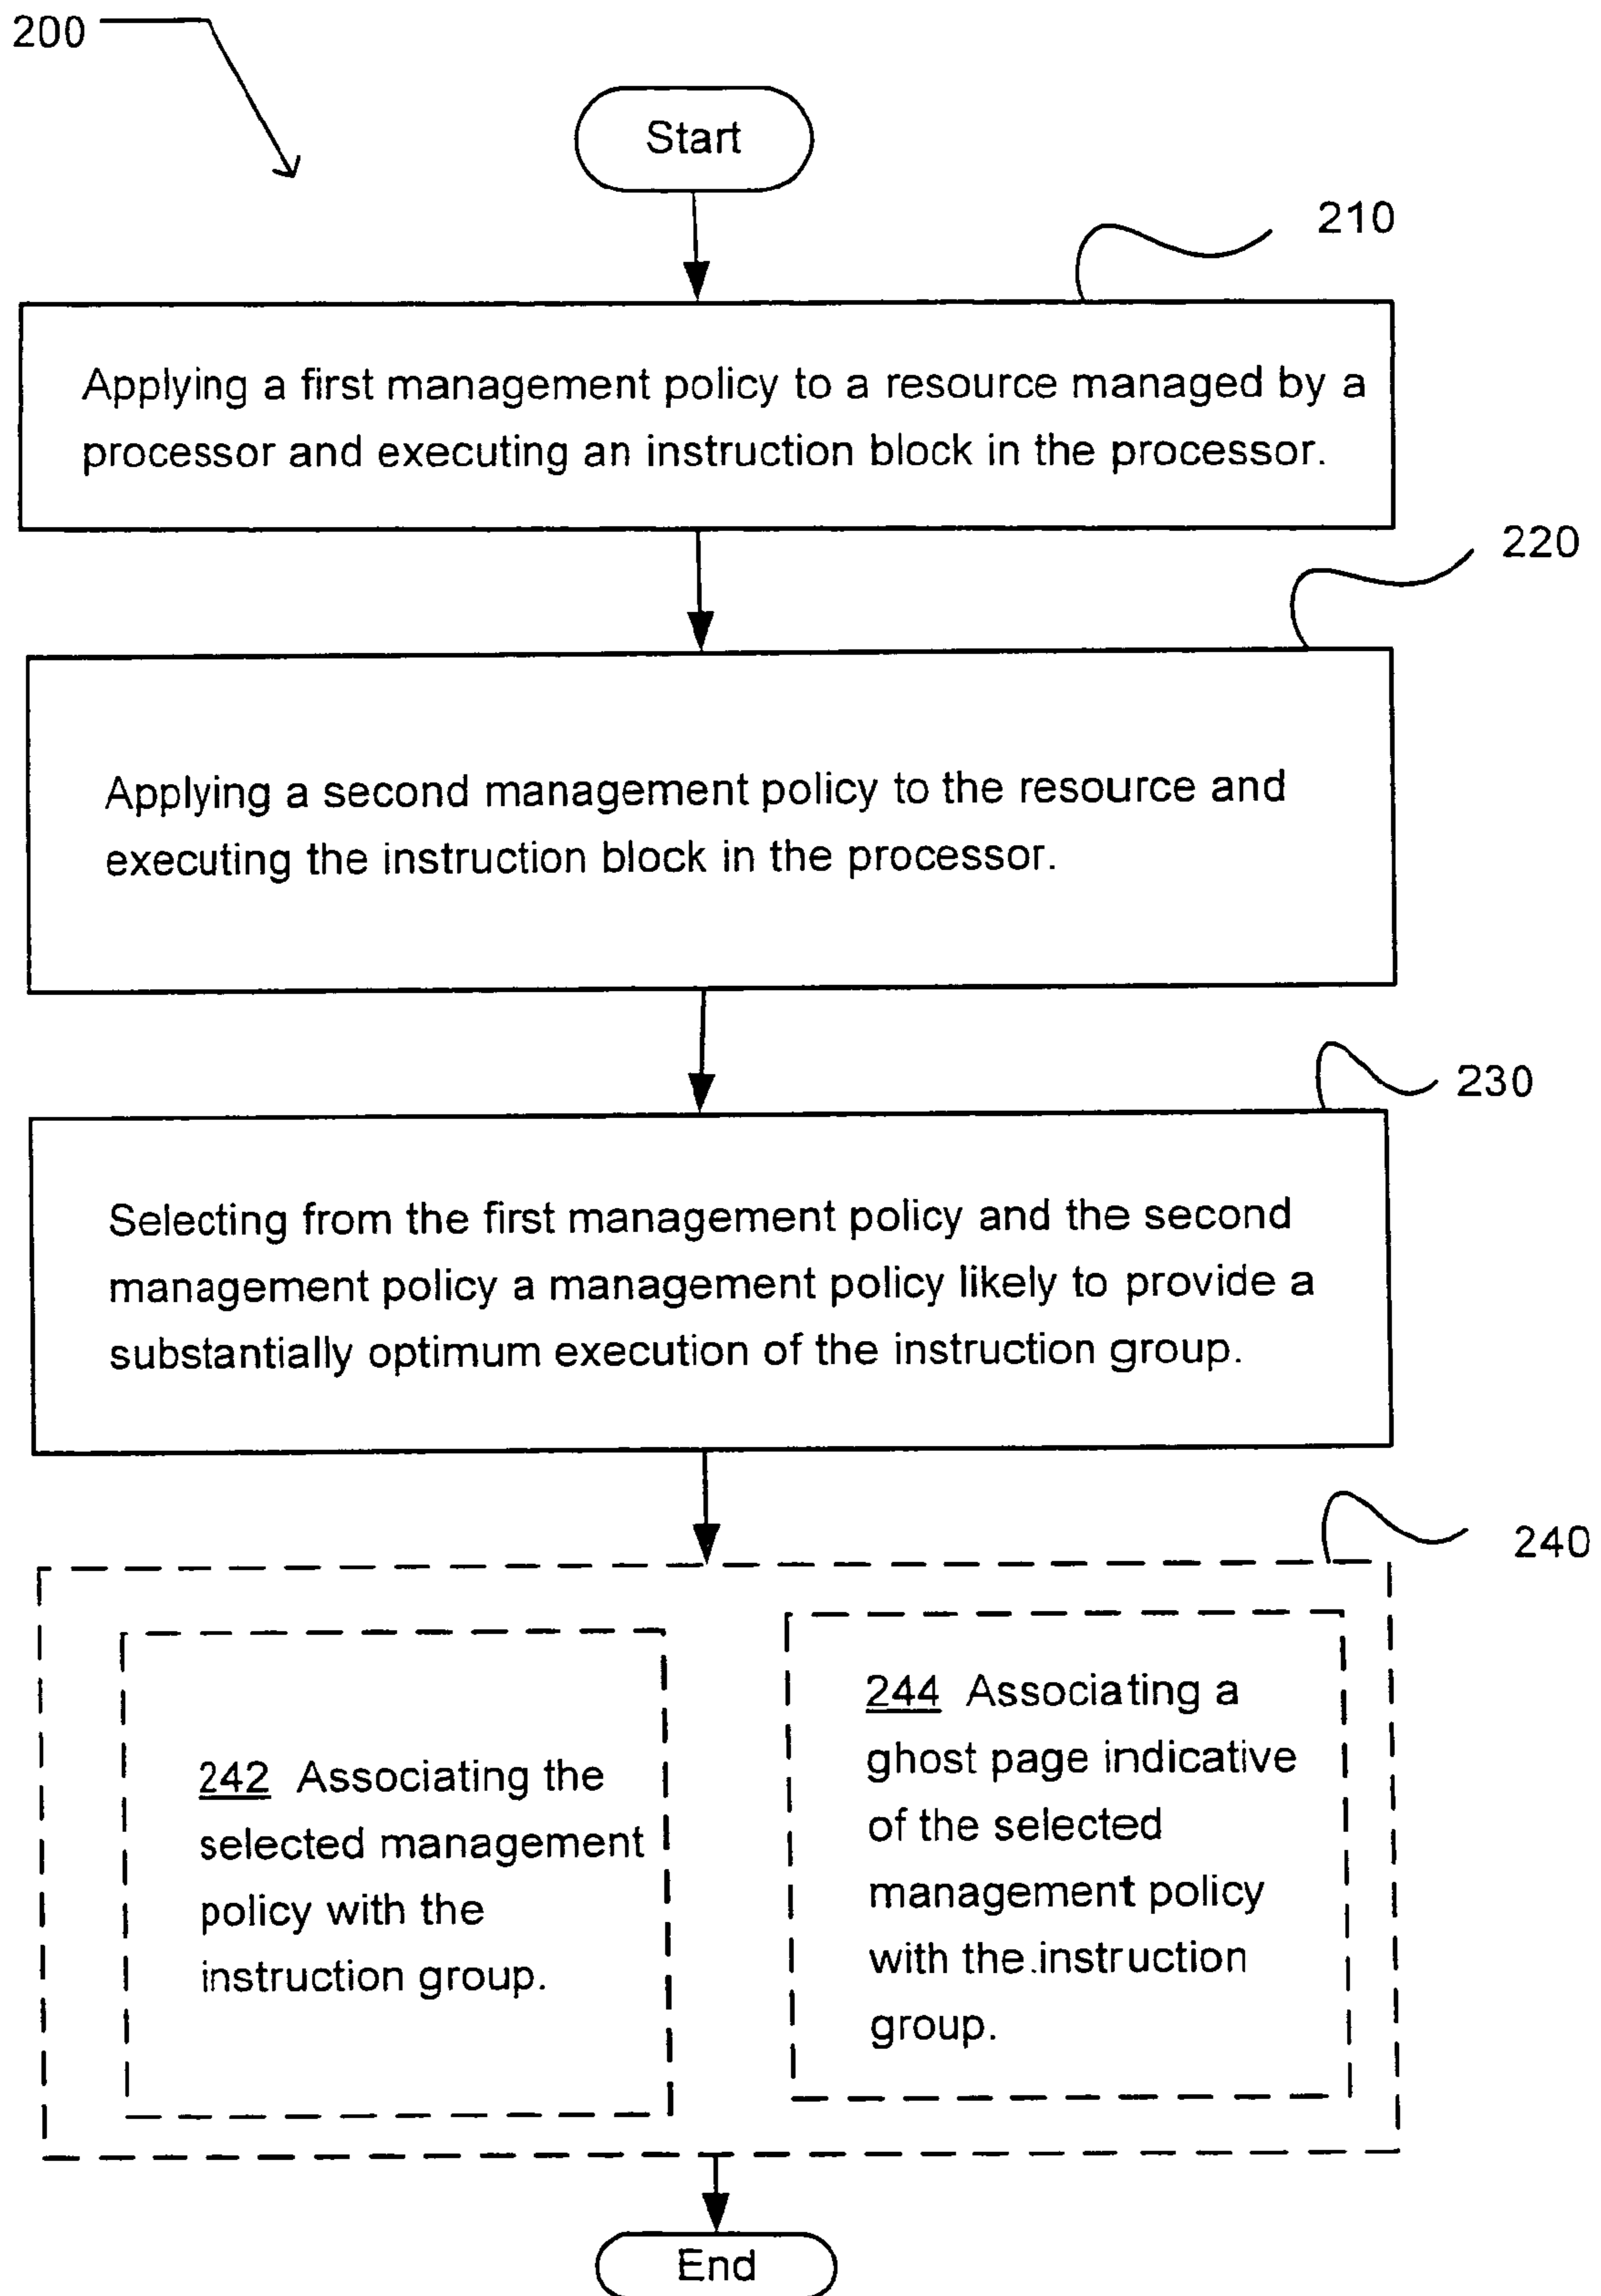 200
Start
210
Applying a first management policy to a resource managed by a
processor and executing an instruction block in the processor.
220
Applying a second management policy to the resource and
executing the instruction block in the processor.
230
Selecting from the first management policy and the second
management policy a management policy likely to provide a
substantially optimum execution of the instruction group.
240
242 Associating the
selected management
policy with the
instruction group.
244 Associating a
ghost page indicative
of the selected
management policy
with the.instruction
group.
End